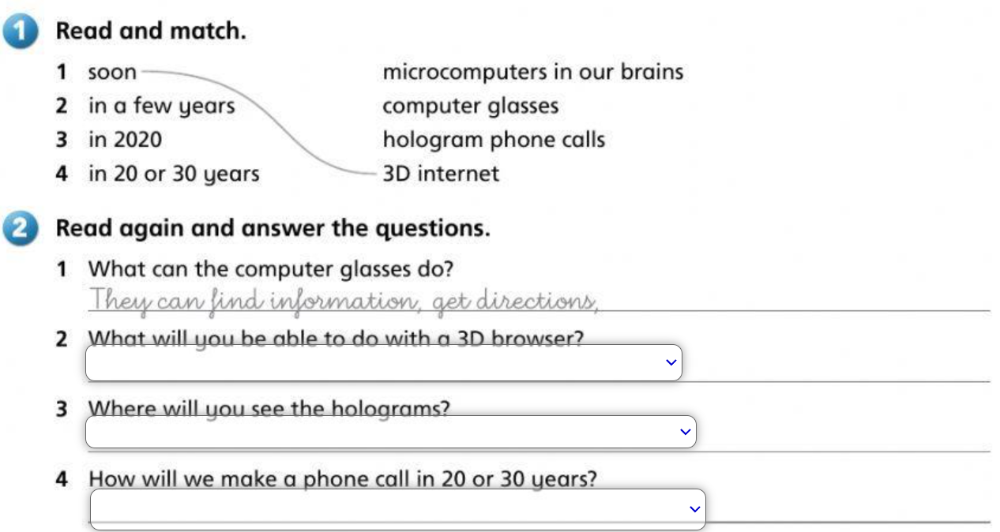 1 Read and match.
1 soon microcomputers in our brains
2 in a few years computer glasses
3 in 2020 hologram phone calls
4 in 20 or 30 years 3D internet
2 Read again and answer the questions.
1 What can the computer glasses do?
They can find information, get directions,
2 What will you be able to do with a 3D browser?
3 Where will you see the holograms?
4 How will we make a phone call in 20 or 30 years?